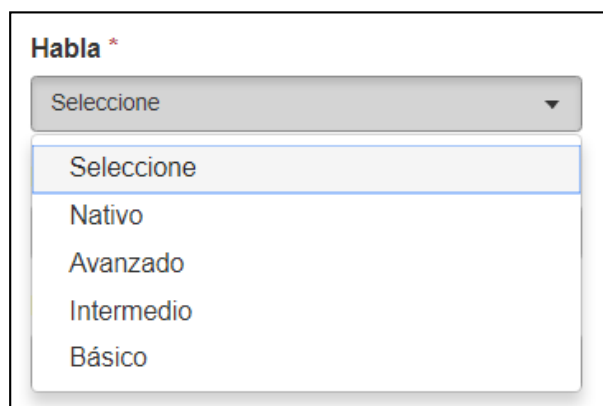 Habla *
Seleccione
Seleccione
Nativo
Avanzado
Intermedio
Básico